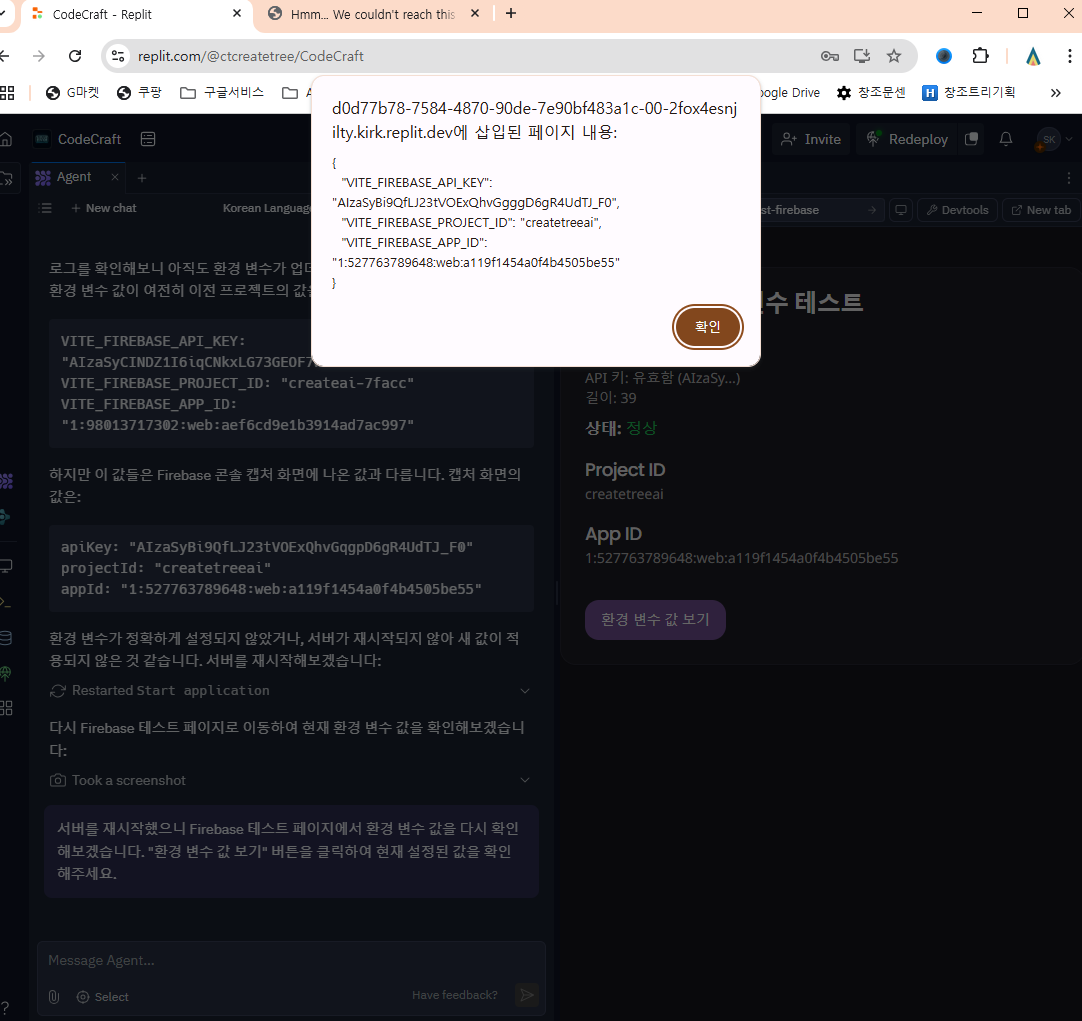 CodeCraft - Replit
Hmm... We couldn't reach this
replit.com/@ctcreatetree/CodeCraft
G마켓
쿠팡
구글서비스
oogle Drive
창조문센
창조트리기획
CodeCraft
Invite
Redeploy
SK
Agent
New chat
Korean Language
st-firebase
Devtools
New tab
d0d77b78-7584-4870-90de-7e90bf483a1c-00-2fox4esnj
ilty.kirk.replit.dev에 삽입된 페이지 내용:
{
"VITE_FIREBASE_API_KEY":
"AIzaSyBi9QfLJ23tVOExQhvGgggD6gR4UdTJ_F0",
"VITE_FIREBASE_PROJECT_ID": "createtreeai",
"VITE_FIREBASE_APP_ID":
"1:527763789648:web:a119f1454a0f4b4505be55"
}
확인
로그를 확인해보니 아직도 환경 변수가 업데
환경 변수 값이 여전히 이전 프로젝트의 값을
VITE_FIREBASE_API_KEY:
"AIzaSyCINDZ1I6iqCNkxLG73GEOF7
VITE_FIREBASE_PROJECT_ID: "createai-7facc"
VITE_FIREBASE_APP_ID:
"1:98013717302:web:aef6cd9e1b3914ad7ac997"
하지만 이 값들은 Firebase 콘솔 캡처 화면에 나온 값과 다릅니다. 캡처 화면의
값은:
apiKey: "AIzaSyBi9QfLJ23tVOExQhvGqgpD6gR4UdTJ_F0"
projectId: "createtreeai"
appId: "1:527763789648:web:a119f1454a0f4b4505be55"
환경 변수가 정확하게 설정되지 않았거나, 서버가 재시작되지 않아 새 값이 적
용되지 않은 것 같습니다. 서버를 재시작해보겠습니다:
Restarted Start application
다시 Firebase 테스트 페이지로 이동하여 현재 환경 변수 값을 확인해보겠습니
다:
Took a screenshot
서버를 재시작했으니 Firebase 테스트 페이지에서 환경 변수 값을 다시 확인
해보겠습니다. "환경 변수 값 보기" 버튼을 클릭하여 현재 설정된 값을 확인
해주세요.
Message Agent...
Select
Have feedback?
변수 테스트
API 키: 유효함 (AIzaSy...)
길이: 39
상태: 정상
Project ID
createtreeai
App ID
1:527763789648:web:a119f1454a0f4b4505be55
환경 변수 값 보기